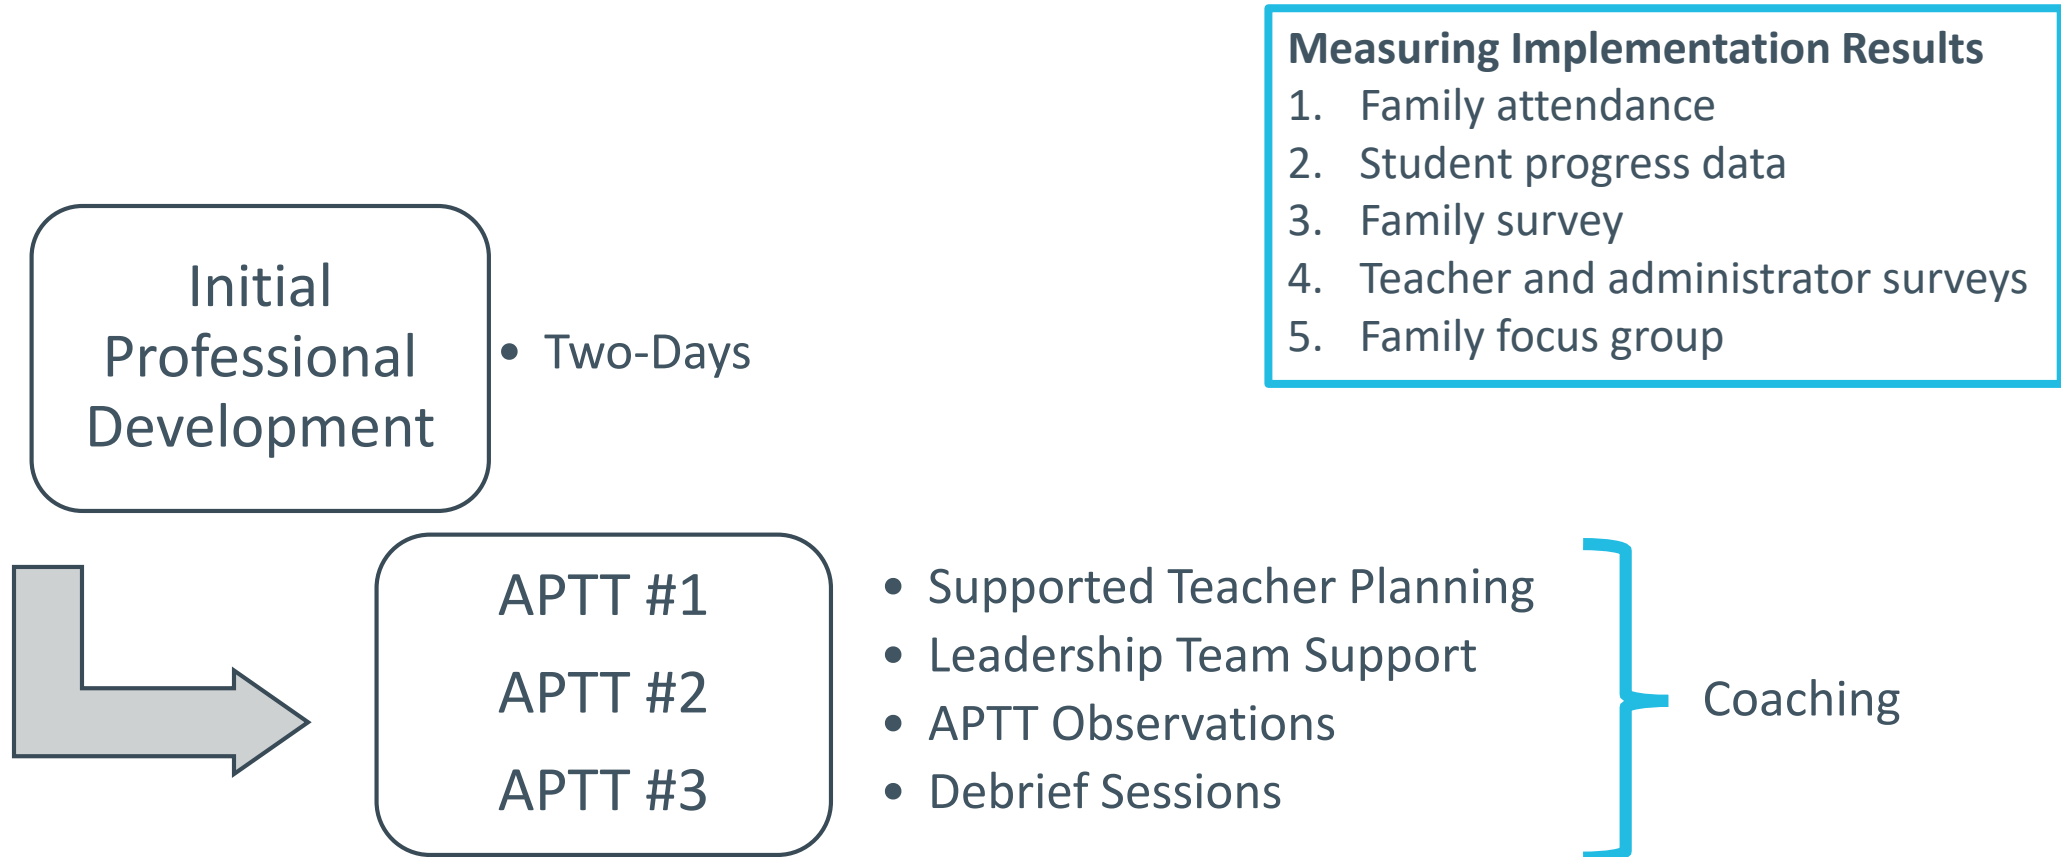 Measuring Implementation Results
1. Family attendance
2. Student progress data
3. Family survey
4. Teacher and administrator surveys
5. Family focus group
Initial
Professional
Development
• Two-Days
APTT #1
APTT #2
APTT #3
• Supported Teacher Planning
• Leadership Team Support
• APTT Observations
• Debrief Sessions
Coaching